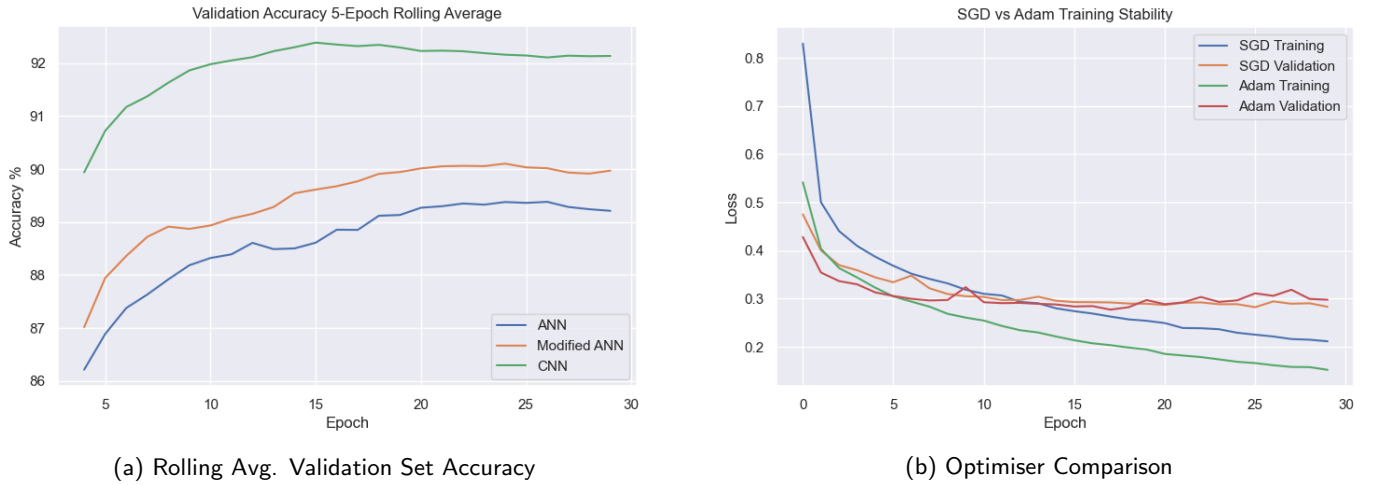 Validation Accuracy 5-Epoch Rolling Average
Accuracy %
92
91
90
89
88
87
86
5 10 15 20 25 30
Epoch
ANN
Modified ANN
CNN
(a) Rolling Avg. Validation Set Accuracy
SGD vs Adam Training Stability
Loss
0.8
0.7
0.6
0.5
0.4
0.3
0.2
0 5 10 15 20 25 30
Epoch
SGD Training
SGD Validation
Adam Training
Adam Validation
(b) Optimiser Comparison